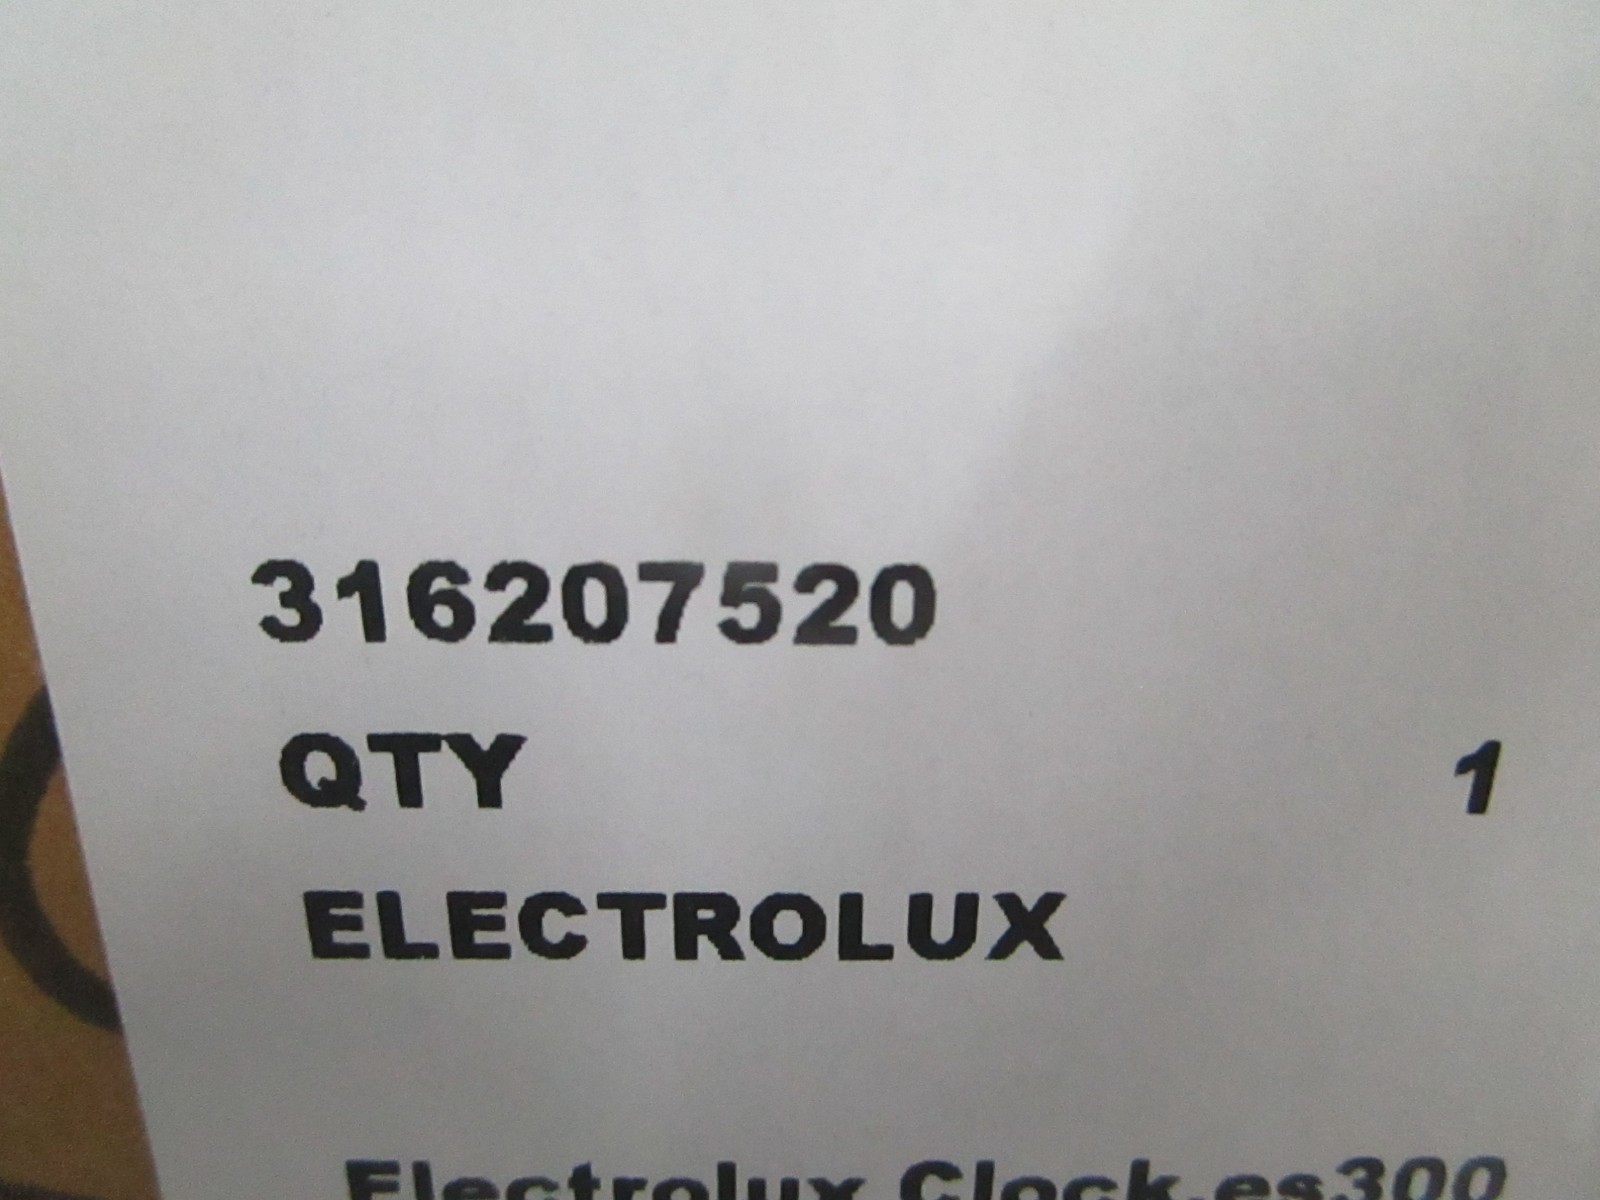 316207520
QTY 1
ELECTROLUX
Electrolux Clock,es300